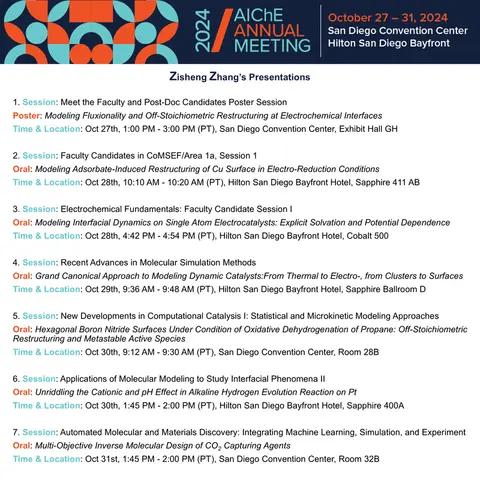 2024
AIChE
ANNUAL
MEETING
October 27 – 31, 2024
San Diego Convention Center
Hilton San Diego Bayfront
Zisheng Zhang's Presentations
1. Session: Meet the Faculty and Post-Doc Candidates Poster Session
Poster: Modeling Fluxionality and Off-Stoichiometric Restructuring at Electrochemical Interfaces
Time & Location: Oct 27th, 1:00 PM - 3:00 PM (PT), San Diego Convention Center, Exhibit Hall GH
2. Session: Faculty Candidates in CoMSEF/Area 1a, Session 1
Oral: Modeling Adsorbate-Induced Restructuring of Cu Surface in Electro-Reduction Conditions
Time & Location: Oct 28th, 10:10 AM - 10:20 AM (PT), Hilton San Diego Bayfront Hotel, Sapphire 411 AB
3. Session: Electrochemical Fundamentals: Faculty Candidate Session I
Oral: Modeling Interfacial Dynamics on Single Atom Electrocatalysts: Explicit Solvation and Potential Dependence
Time & Location: Oct 28th, 4:42 PM - 4:54 PM (PT), Hilton San Diego Bayfront Hotel, Cobalt 500
4. Session: Recent Advances in Molecular Simulation Methods
Oral: Grand Canonical Approach to Modeling Dynamic Catalysts:From Thermal to Electro-, from Clusters to Surfaces
Time & Location: Oct 29th, 9:36 AM - 9:48 AM (PT), Hilton San Diego Bayfront Hotel, Sapphire Ballroom D
5. Session: New Developments in Computational Catalysis I: Statistical and Microkinetic Modeling Approaches
Oral: Hexagonal Boron Nitride Surfaces Under Condition of Oxidative Dehydrogenation of Propane: Off-Stoichiometric
Restructuring and Metastable Active Species
Time & Location: Oct 30th, 9:12 AM - 9:30 AM (PT), San Diego Convention Center, Room 28B
6. Session: Applications of Molecular Modeling to Study Interfacial Phenomena II
Oral: Unriddling the Cationic and pH Effect in Alkaline Hydrogen Evolution Reaction on Pt
Time & Location: Oct 30th, 1:45 PM - 2:00 PM (PT), Hilton San Diego Bayfront Hotel, Sapphire 400A
7. Session: Automated Molecular and Materials Discovery: Integrating Machine Learning, Simulation, and Experiment
Oral: Multi-Objective Inverse Molecular Design of CO₂ Capturing Agents
Time & Location: Oct 31st, 1:45 PM - 2:00 PM (PT), San Diego Convention Center, Room 32B